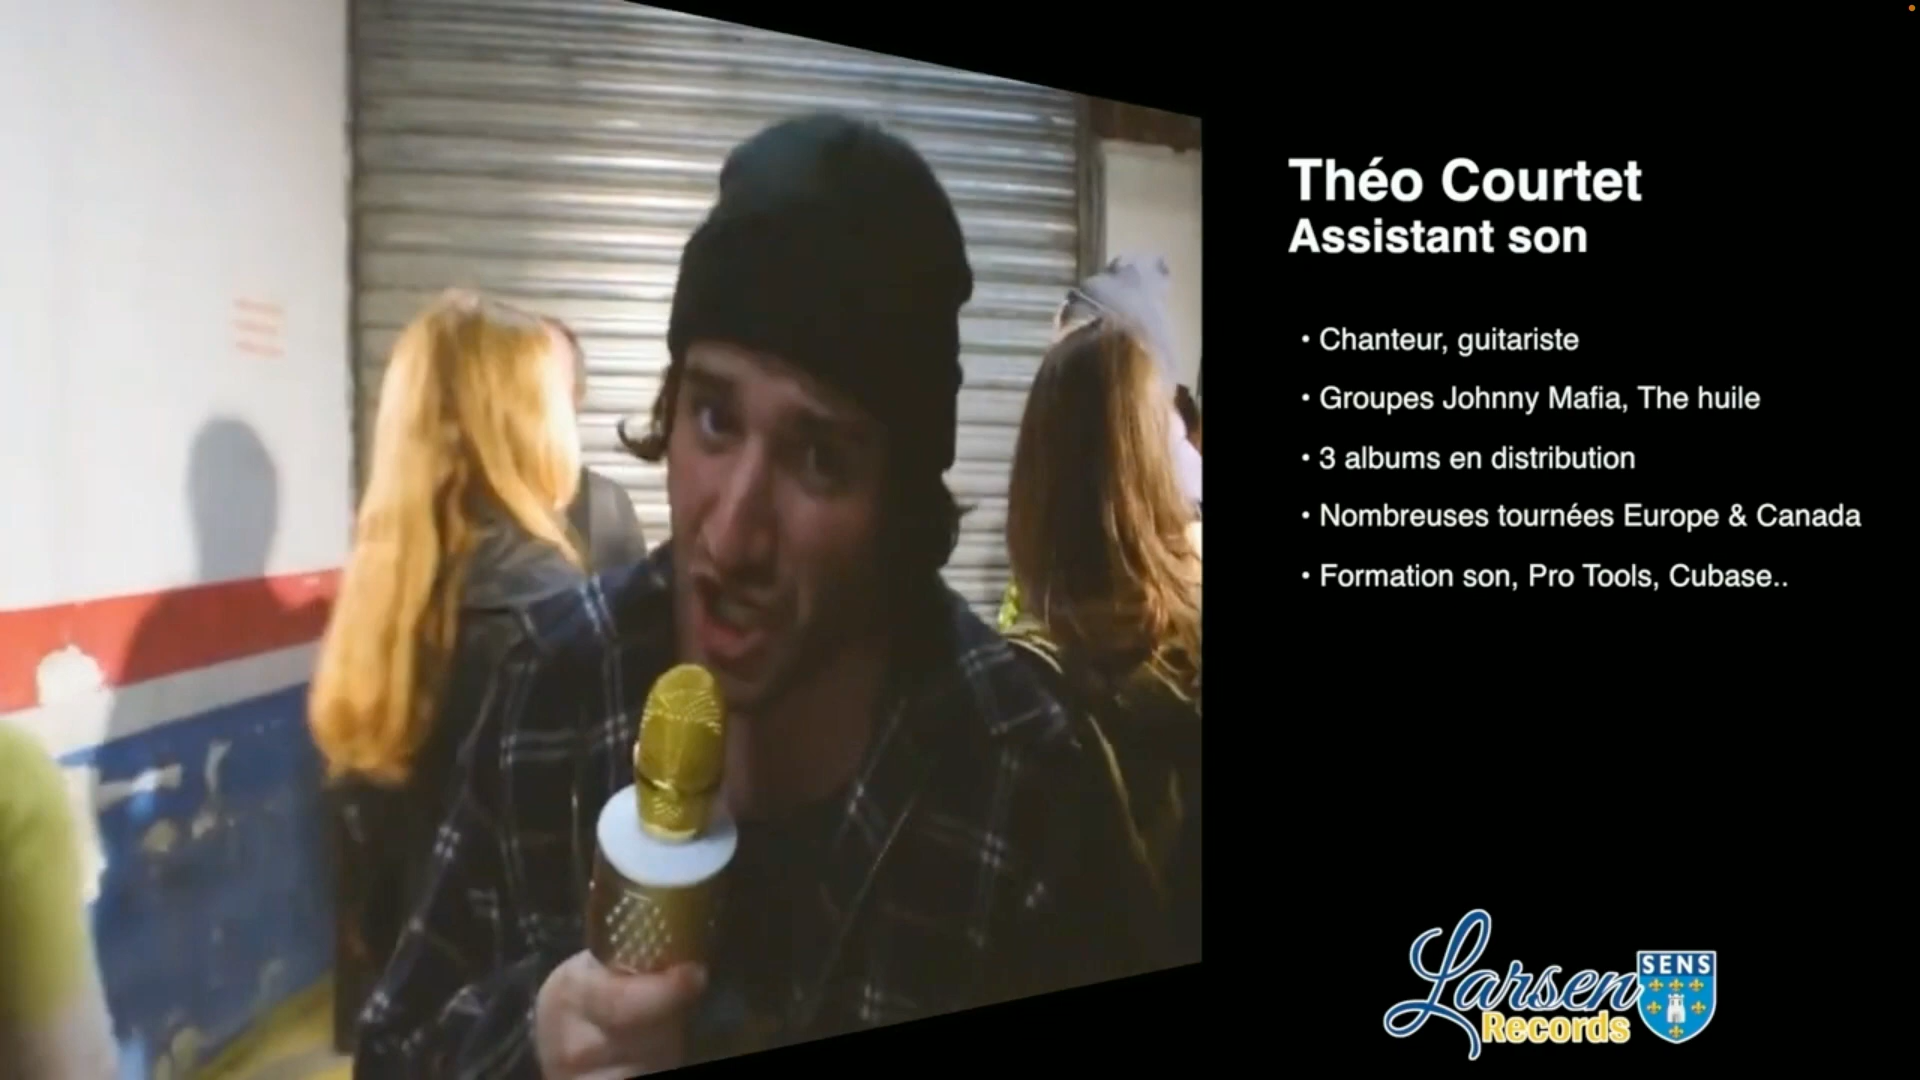 Théo Courtet
Assistant son
• Chanteur, guitariste
• Groupes Johnny Mafia, The huile
• 3 albums en distribution
• Nombreuses tournées Europe & Canada
• Formation son, Pro Tools, Cubase..
Larsen
SENS
Records